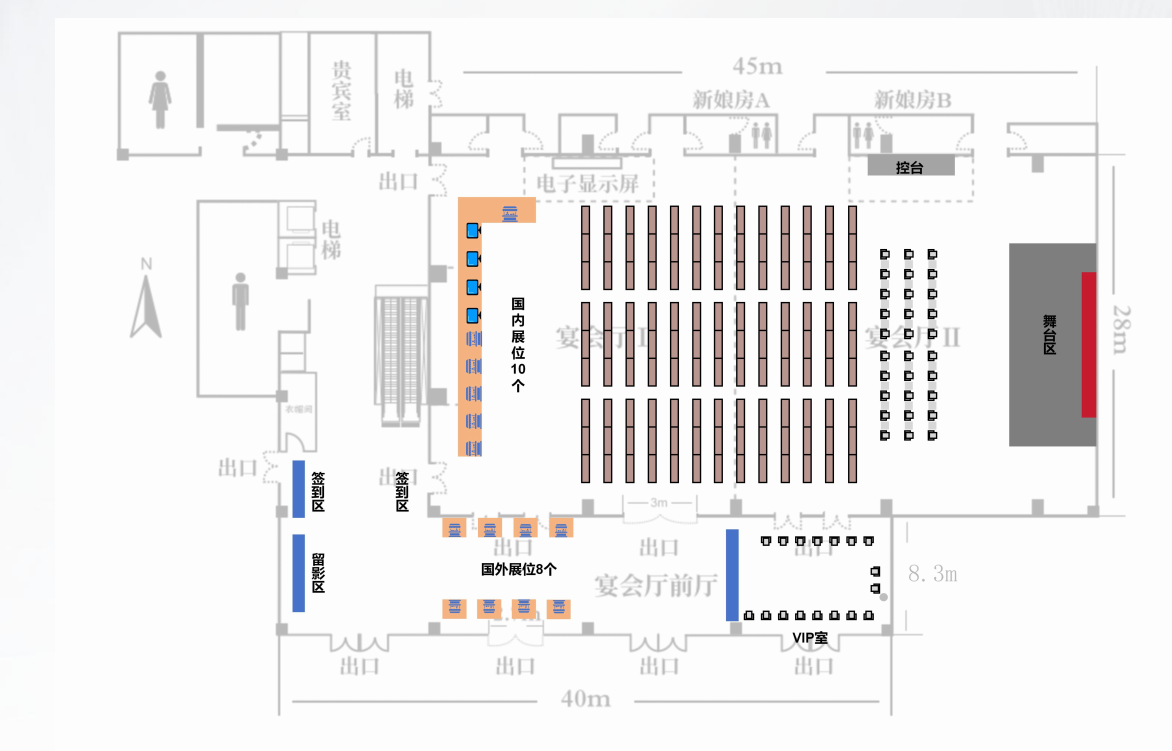 45m
贵宾室
电梯
新娘房A
新娘房B
出口
电子显示屏
控台
电梯
N
国内展位10个
宴会厅I
宴会厅II
舞台区
28m
衣帽间
出口
签到区
出口
签到区
3m
出口
出口
出口
留影区
国外展位8个
宴会厅前厅
8.3m
VIP室
出口
出口
出口
出口
40m